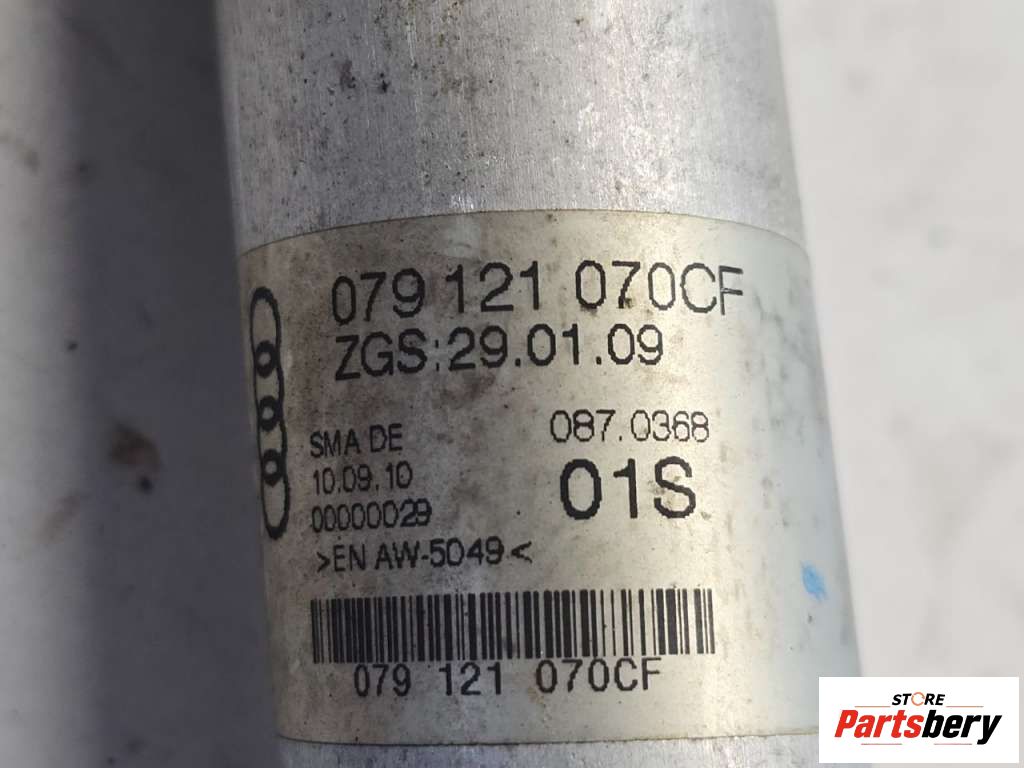 079 121 070CF
ZGS:29.01.09
SMA DE 087.0368
10.09.10 01S
00000029
>EN AW-5049<
079 121 070CF
STORE
Partsbery